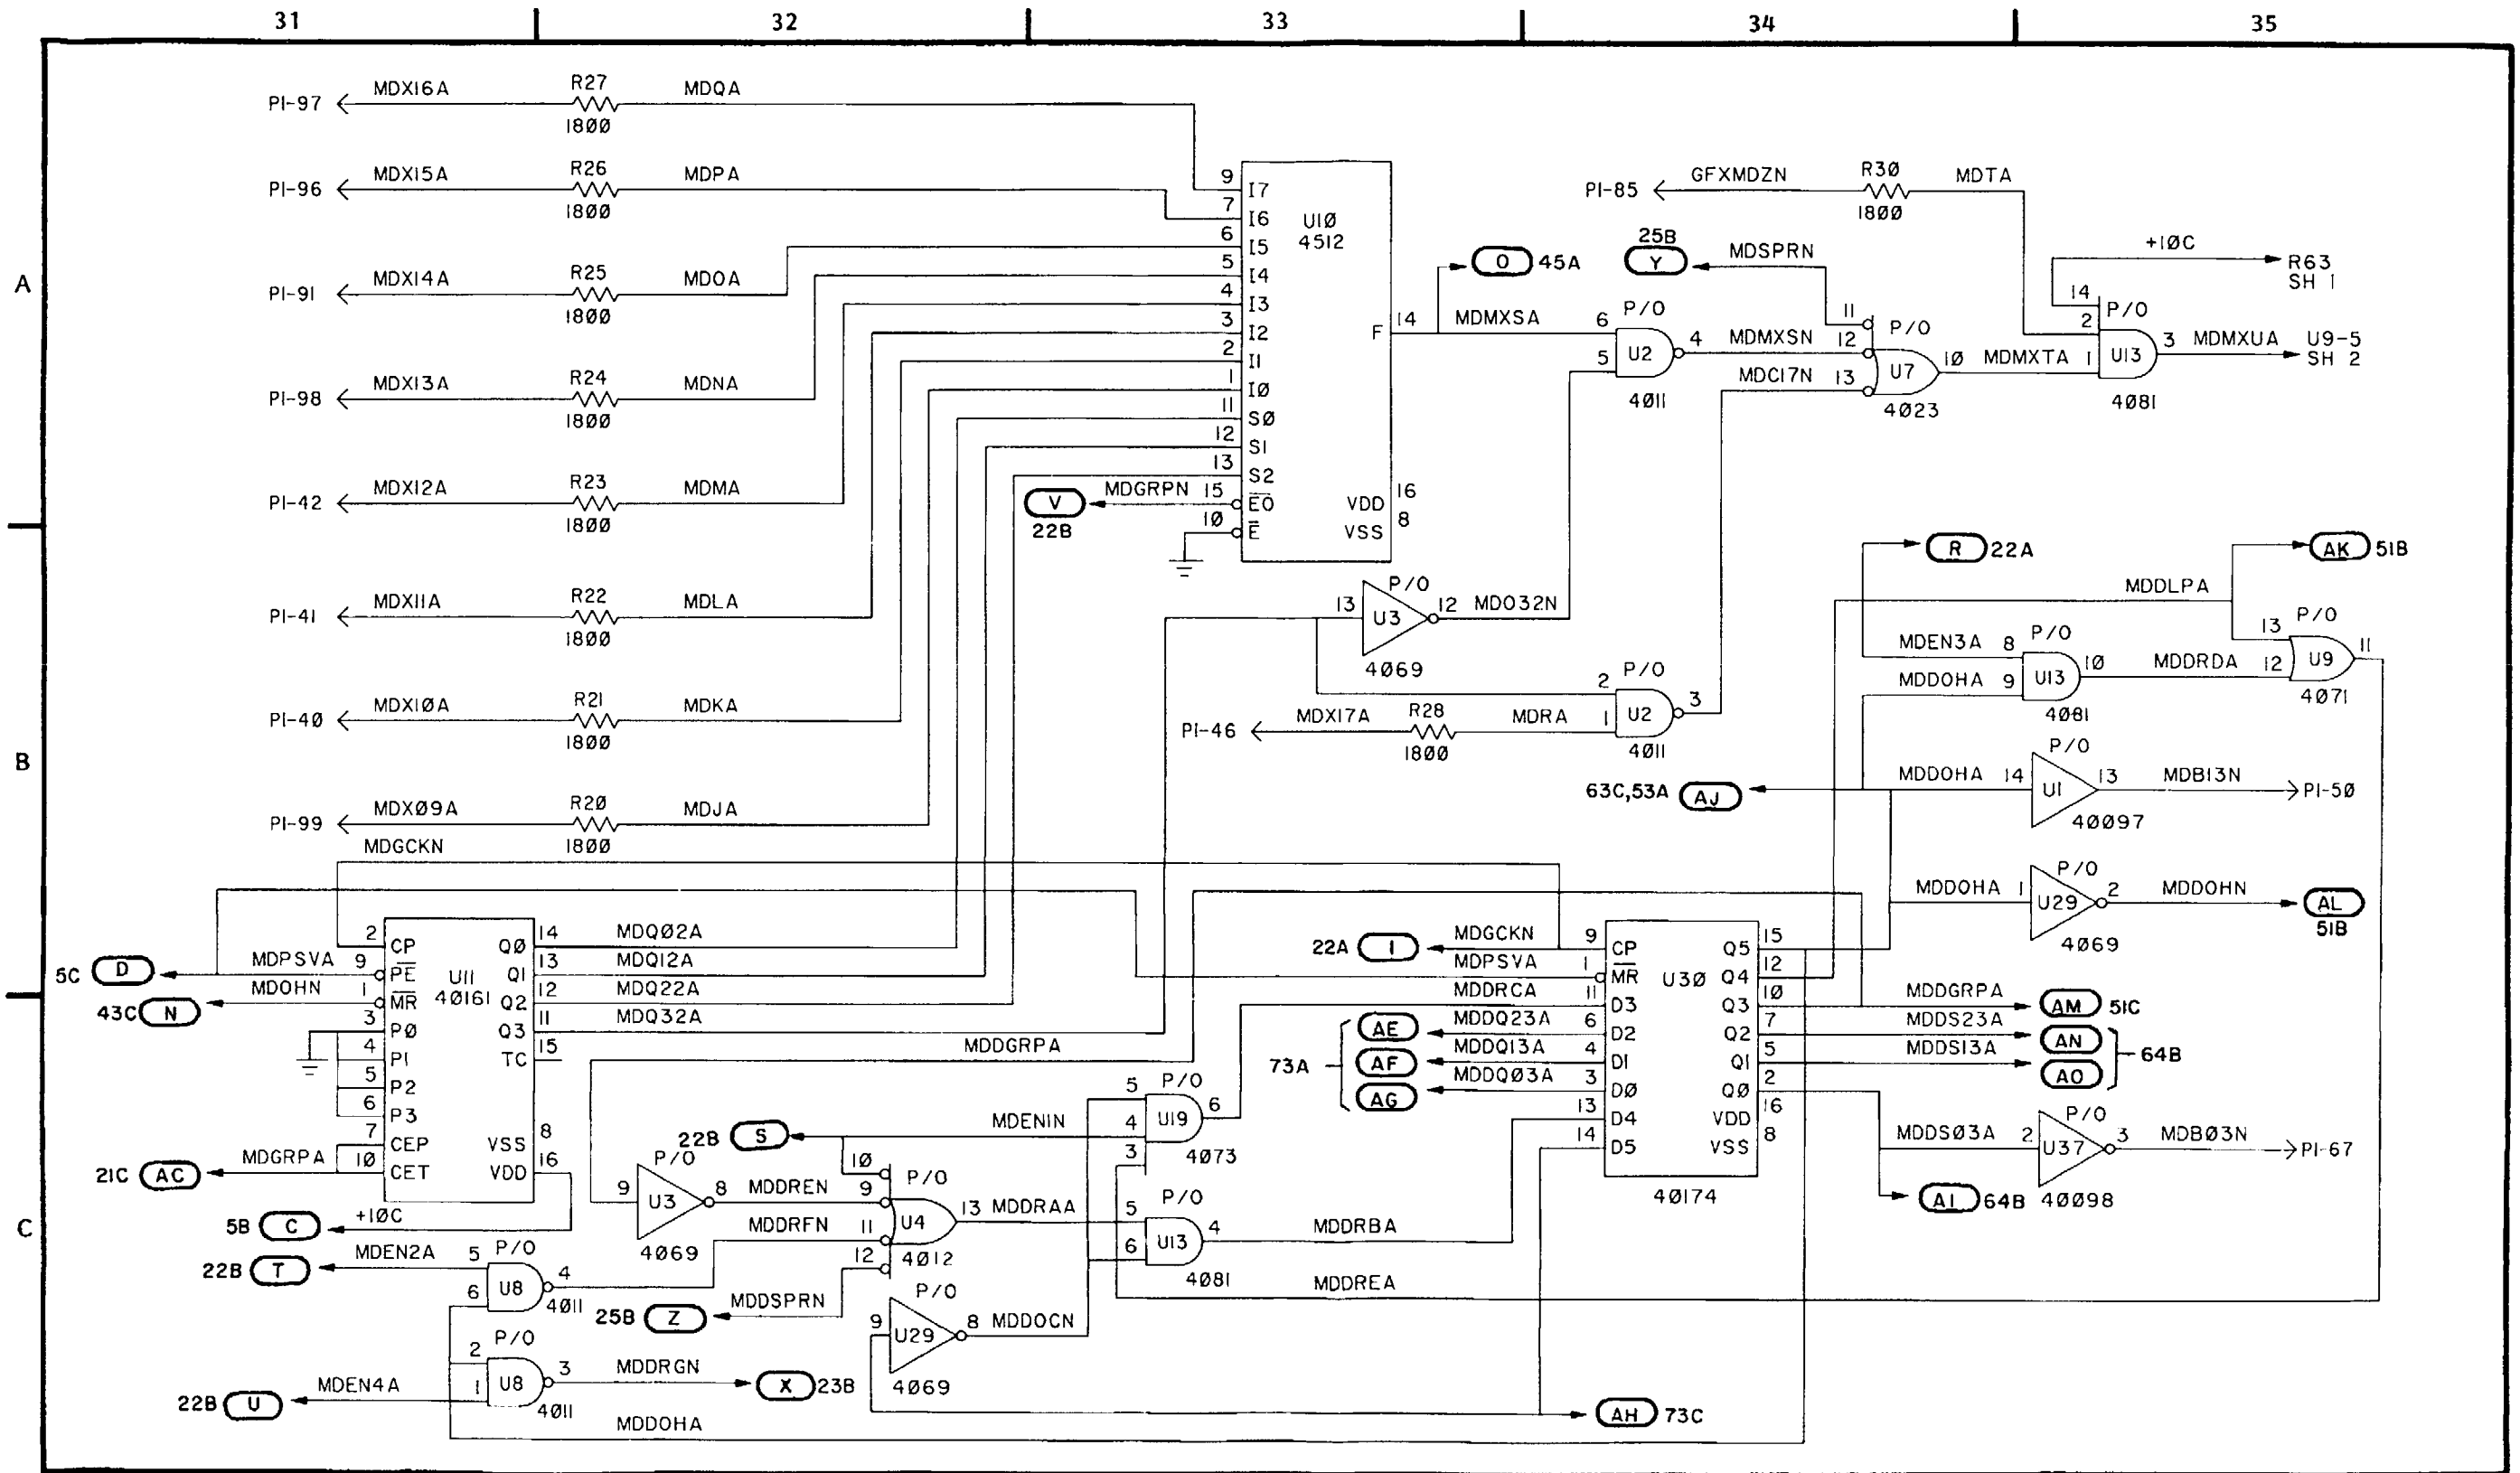 31 32 33 34 35
A
B
C
PI-97 MDX16A R27 1800 MDQA
PI-96 MDX15A R26 1800 MDPA
PI-91 MDX14A R25 1800 MDOA
PI-98 MDX13A R24 1800 MDNA
PI-42 MDX12A R23 1800 MDMA
PI-41 MDX11A R22 1800 MDLA
PI-40 MDX10A R21 1800 MDKA
PI-99 MDX09A R20 1800 MDJA
9 I7
7 I6
6 I5
5 I4
4 I3
3 I2
2 I1
1 I0
11 S0
12 S1
13 S2
V 22B MDGRPN 15 EO
10 E
U10
4512
F 14
VDD 16
VSS 8
MDMXSA
O 45A
6 5 P/O U2 4 4011
MDMXSN
25B Y MDSPRN
11 12 13 P/O U7 10 4023
MDC17N
MDMXTA
PI-85 GFXMDZN R30 1800 MDTA
+10C R63 SH 1
14 2 1 P/O U13 3 4081
MDMXUA U9-5 SH 2
13 P/O U3 12 4069 MDO32N
2 1 P/O U2 3 4011
PI-46 MDX17A R28 1800 MDRA
R 22A
AK 51B
MDDLPA
MDEN3A 8 P/O
MDDOHA 9 U13 10 4081
MDDRDA 12 13 P/O U9 11 4071
63C,53A AJ
MDDOHA 14 P/O U1 13 40097 MDB13N PI-50
MDDOHA 1 P/O U29 2 4069 MDDOHN AL 51B
MDGCKN
2 CP
5C D MDPSVA 9 PE
43C N MDOHN 1 MR
3 P0
4 P1
5 P2
6 P3
7 CEP
21C AC MDGRPA 10 CET
U11
40161
Q0 14 MDQ02A
Q1 13 MDQ12A
Q2 12 MDQ22A
Q3 11 MDQ32A
TC 15
VSS 8
VDD 16
5B C +10C
MDDGRPA
22A I MDGCKN 9 CP
MDPSVA 1 MR
MDDRCA 11 D3
73A
AE MDDQ23A 6 D2
AF MDDQ13A 4 D1
AG MDDQ03A 3 D0
13 D4
14 D5
U30
40174
Q5 15
Q4 12
Q3 10 MDDGRPA AM 51C
Q2 7 MDDS23A AN
Q1 5 MDDS13A AO
64B
Q0 2
VDD 16
VSS 8
MDDS03A 2 P/O U37 3 40098 MDB03N PI-67
AI 64B
22B S MDENIN
5 4 3 P/O U19 6 4073
9 P/O U3 8 4069 MDDREN
MDDRFN
10 9 11 12 P/O U4 13 4012 MDDRAA
5 6 P/O U13 4 4081 MDDRBA
MDDREA
22B T MDEN2A 5 6 P/O U8 4 4011
25B Z MDDSPRN
9 P/O U29 8 4069 MDDOCN
22B U MDEN4A 2 1 P/O U8 3 4011
MDDRGN X 23B
MDDOHA
AH 73C